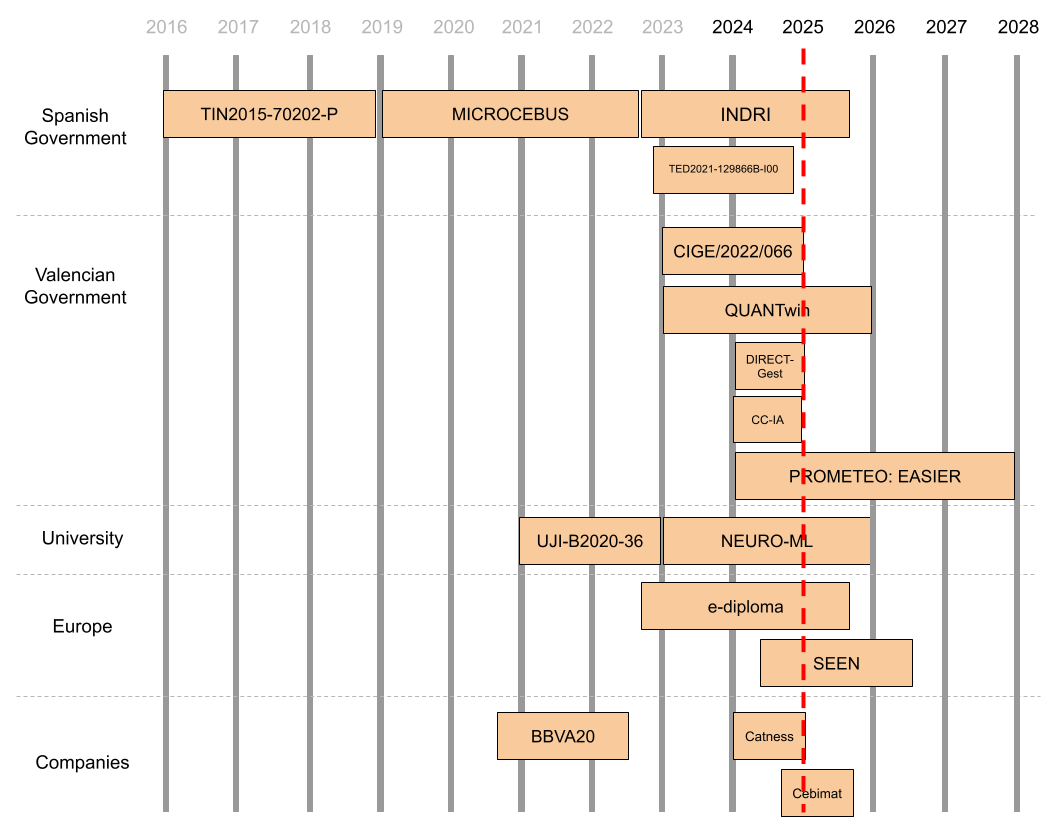 2016 2017 2018 2019 2020 2021 2022 2023 2024 2025 2026 2027 2028
Spanish
Government
TIN2015-70202-P MICROCEBUS INDRI
TED2021-129866B-I00
Valencian
Government
CIGE/2022/066
QUANTwin
DIRECT-
Gest
CC-IA
PROMETEO: EASIER
University
UJI-B2020-36 NEURO-ML
Europe
e-diploma
SEEN
Companies
BBVA20 Catness
Cebimat